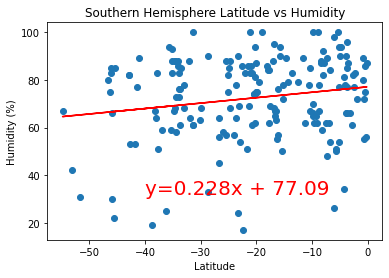 Southern Hemisphere Latitude vs Humidity
Humidity (%)
100
80
60
40
20
y=0.228x + 77.09
−50
−40
−30
−20
−10
0
Latitude